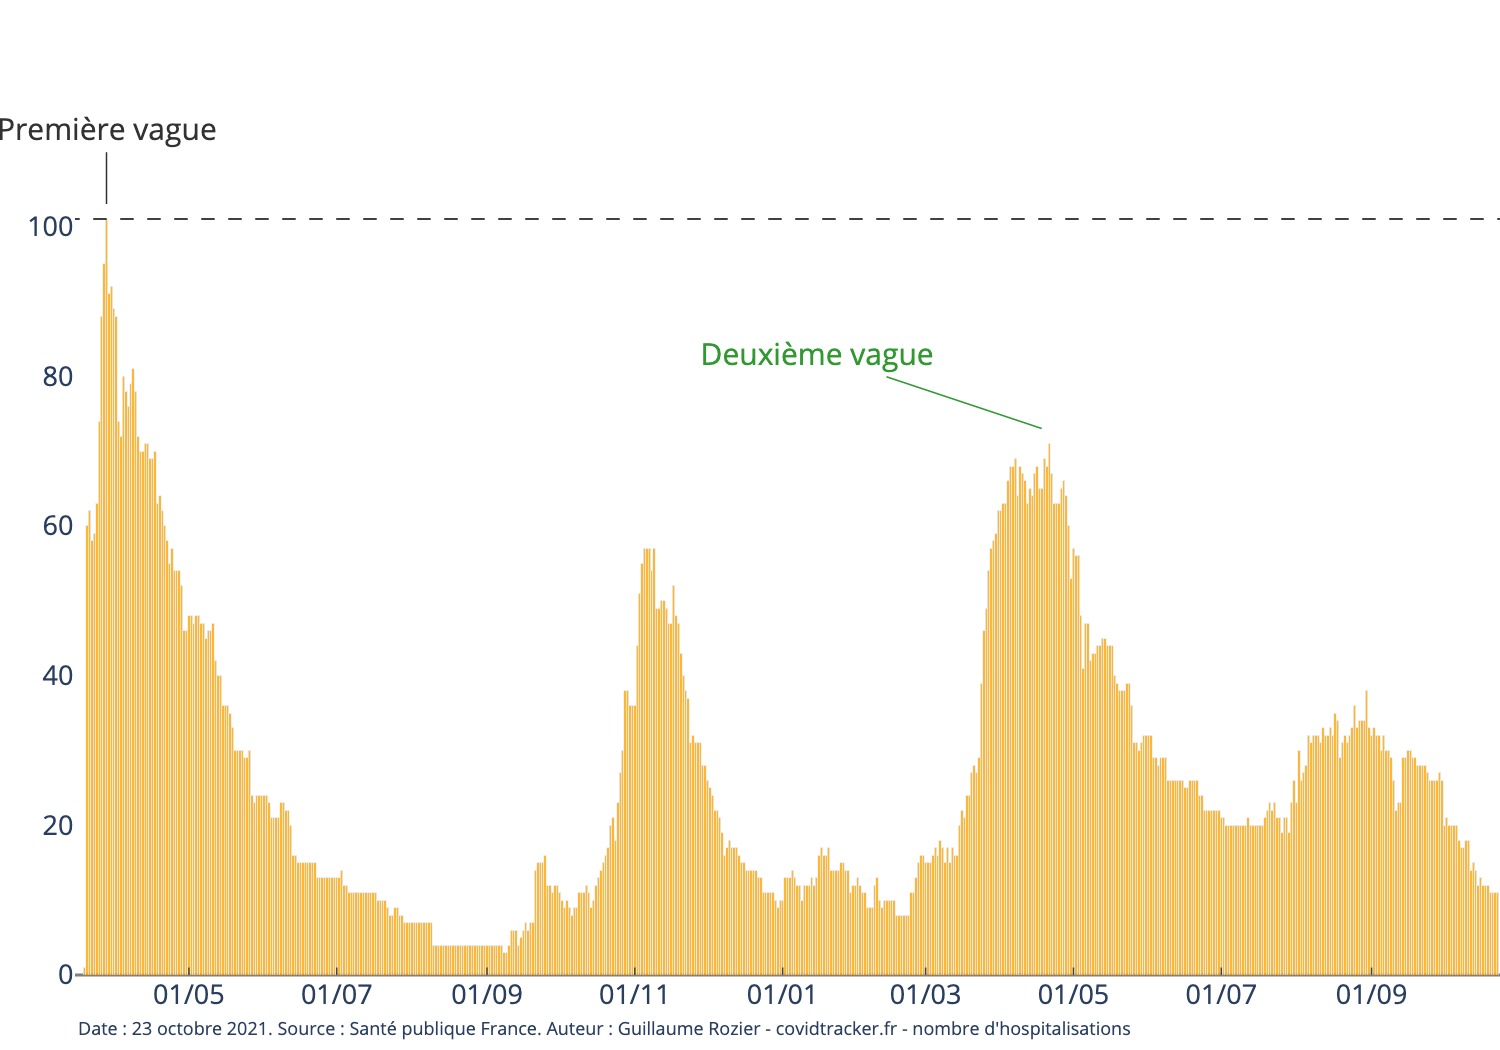 Première vague
100
Deuxième vague
80
60
40
20
0
01/05 01/07 01/09 01/11 01/01 01/03 01/05 01/07 01/09
Date : 23 octobre 2021. Source : Santé publique France. Auteur : Guillaume Rozier - covidtracker.fr - nombre d'hospitalisations